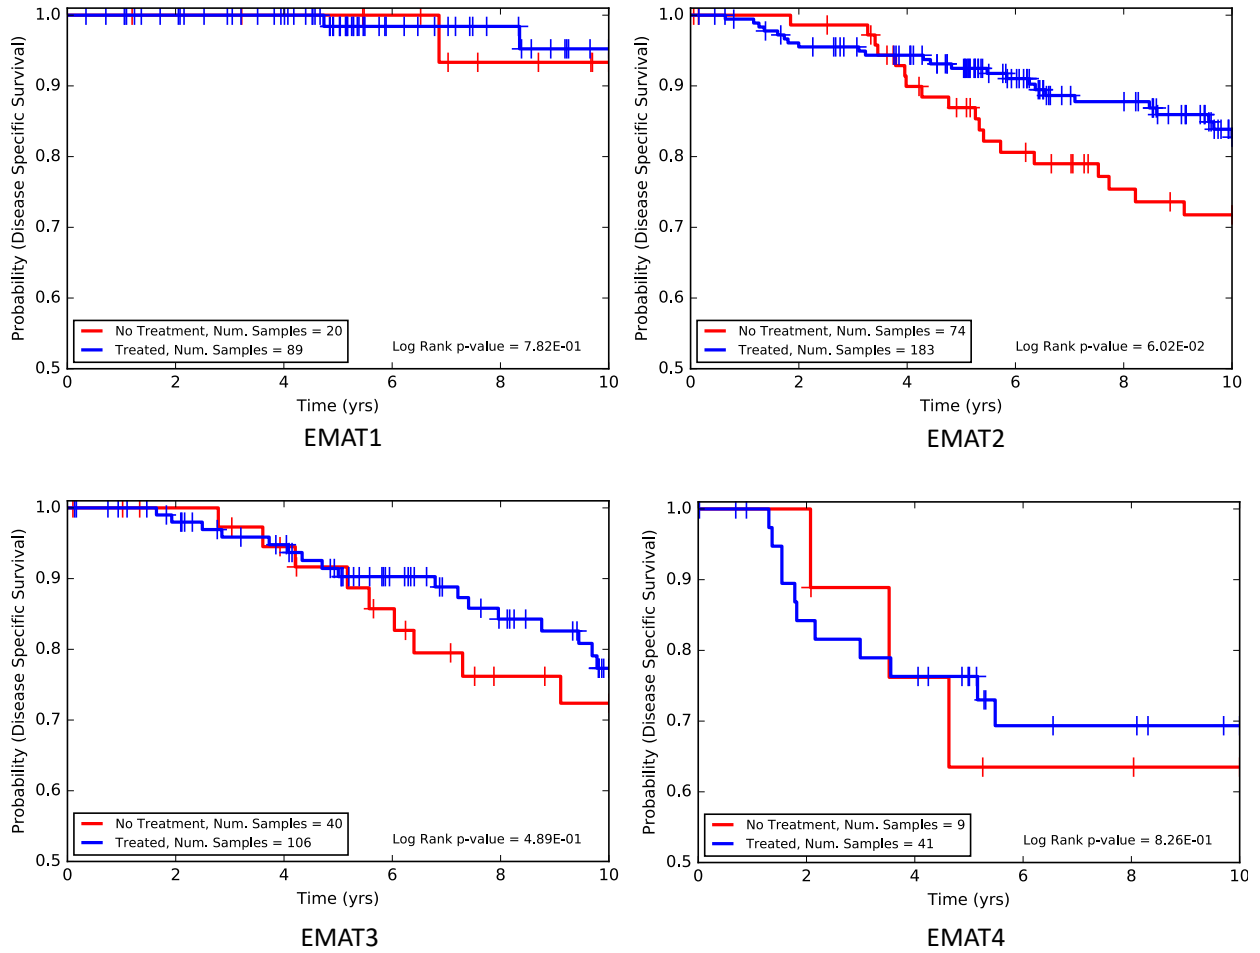 1.0
0.9
0.8
0.7
0.6
0.5
Probability (Disease Specific Survival)
No Treatment, Num. Samples = 20
Treated, Num. Samples = 89
Log Rank p-value = 7.82E-01
0 2 4 6 8 10
Time (yrs)
EMAT1
1.0
0.9
0.8
0.7
0.6
0.5
Probability (Disease Specific Survival)
No Treatment, Num. Samples = 74
Treated, Num. Samples = 183
Log Rank p-value = 6.02E-02
0 2 4 6 8 10
Time (yrs)
EMAT2
1.0
0.9
0.8
0.7
0.6
0.5
Probability (Disease Specific Survival)
No Treatment, Num. Samples = 40
Treated, Num. Samples = 106
Log Rank p-value = 4.89E-01
0 2 4 6 8 10
Time (yrs)
EMAT3
1.0
0.9
0.8
0.7
0.6
0.5
Probability (Disease Specific Survival)
No Treatment, Num. Samples = 9
Treated, Num. Samples = 41
Log Rank p-value = 8.26E-01
0 2 4 6 8 10
Time (yrs)
EMAT4